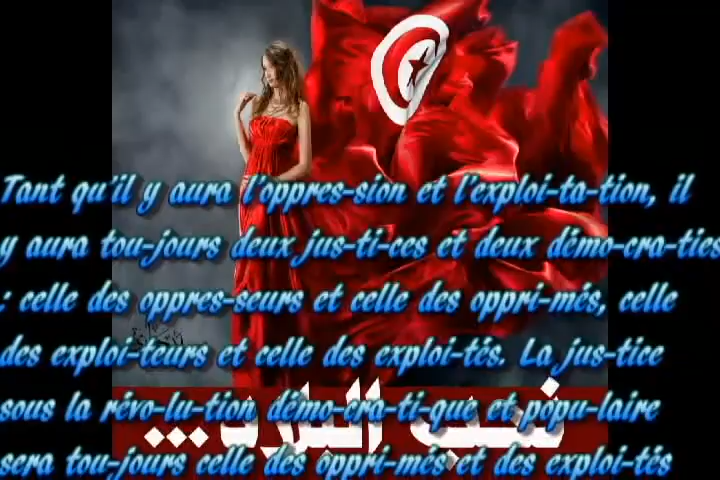 Tant qu'il y aura l'oppres-sion et l'exploi-ta-tion, il
y aura tou-jours deux jus-ti-ces et deux démo-cra-ties
: celle des oppres-seurs et celle des oppri-més, celle
des exploi-teurs et celle des exploi-tés. La jus-tice
sous la révo-lu-tion démo-cra-ti-que et popu-laire
نحب البلاد...
sera tou-jours celle des oppri-més et des exploi-tés